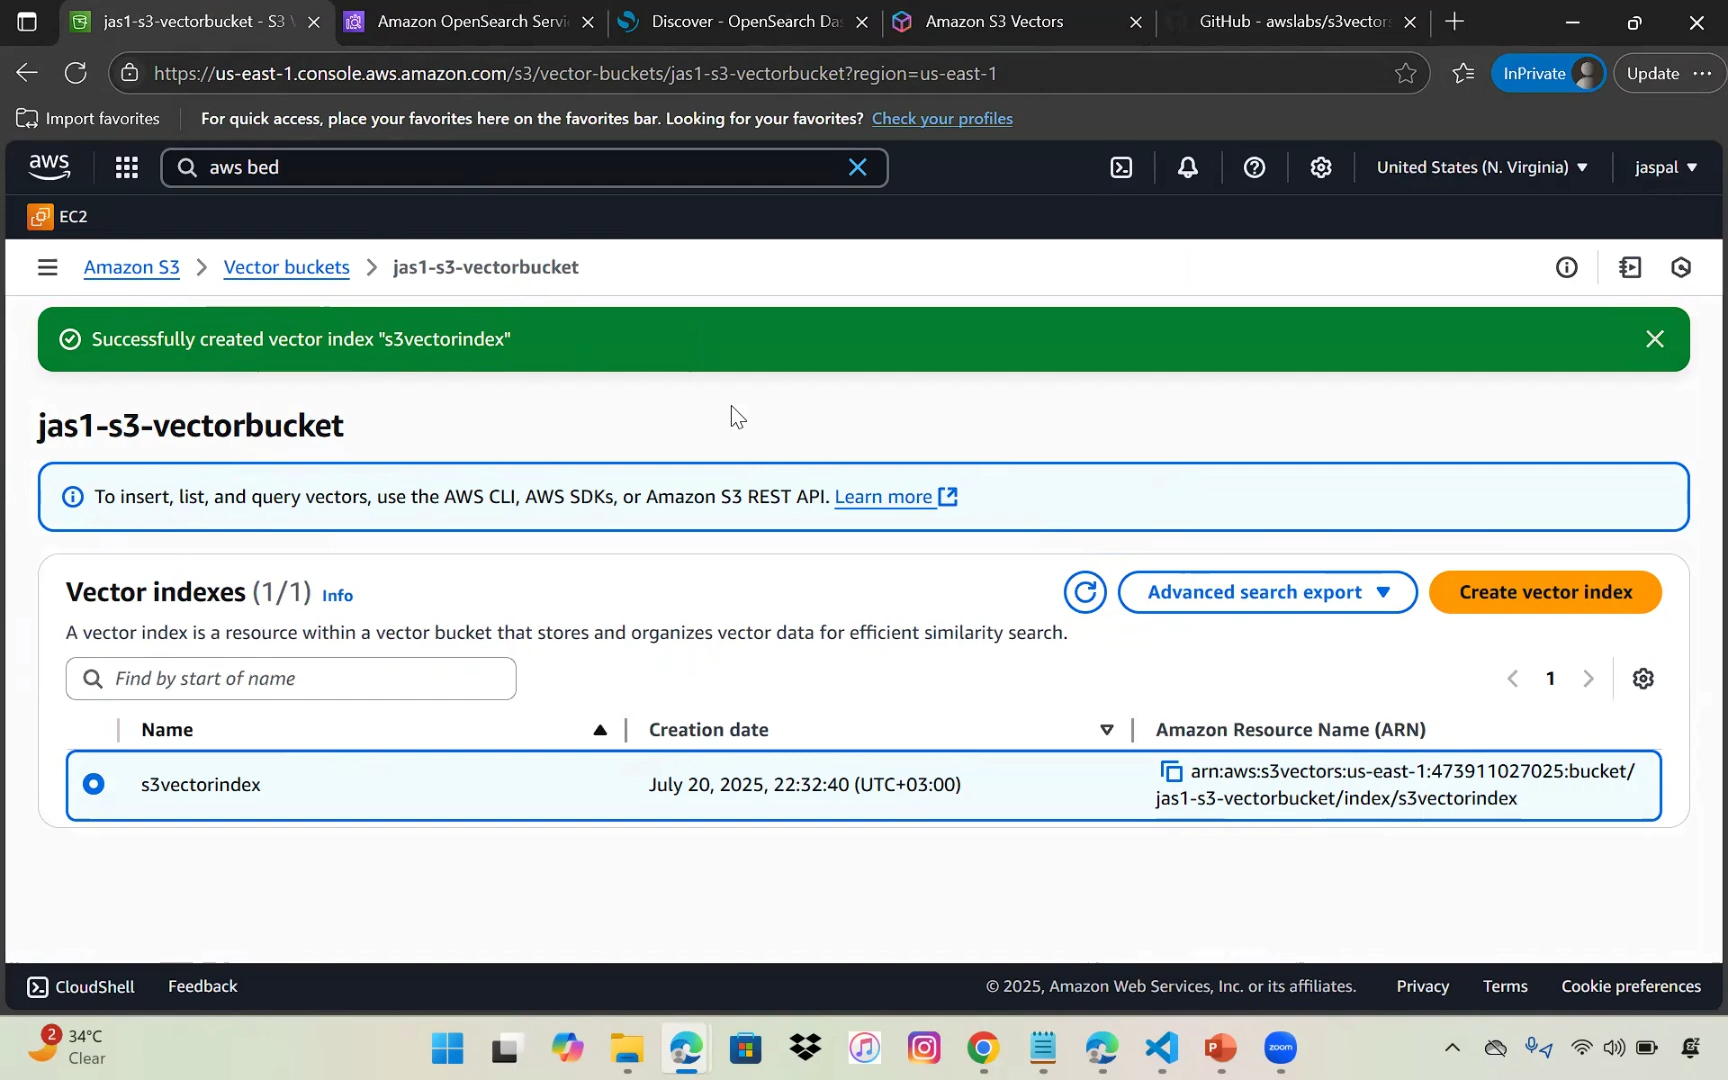 jas1-s3-vectorbucket - S3
Amazon OpenSearch Servi
Discover - OpenSearch Da
Amazon S3 Vectors
GitHub - awslabs/s3vectors
https://us-east-1.console.aws.amazon.com/s3/vector-buckets/jas1-s3-vectorbucket?region=us-east-1
InPrivate
Update
Import favorites
For quick access, place your favorites here on the favorites bar. Looking for your favorites? Check your profiles
aws
aws bed
United States (N. Virginia)
jaspal
EC2
Amazon S3
Vector buckets
jas1-s3-vectorbucket
Successfully created vector index "s3vectorindex"
jas1-s3-vectorbucket
To insert, list, and query vectors, use the AWS CLI, AWS SDKs, or Amazon S3 REST API. Learn more
Vector indexes (1/1) Info
Advanced search export
Create vector index
A vector index is a resource within a vector bucket that stores and organizes vector data for efficient similarity search.
Find by start of name
1
Name
Creation date
Amazon Resource Name (ARN)
s3vectorindex
July 20, 2025, 22:32:40 (UTC+03:00)
arn:aws:s3vectors:us-east-1:473911027025:bucket/
jas1-s3-vectorbucket/index/s3vectorindex
CloudShell
Feedback
© 2025, Amazon Web Services, Inc. or its affiliates.
Privacy
Terms
Cookie preferences
2
34°C
Clear
zoom